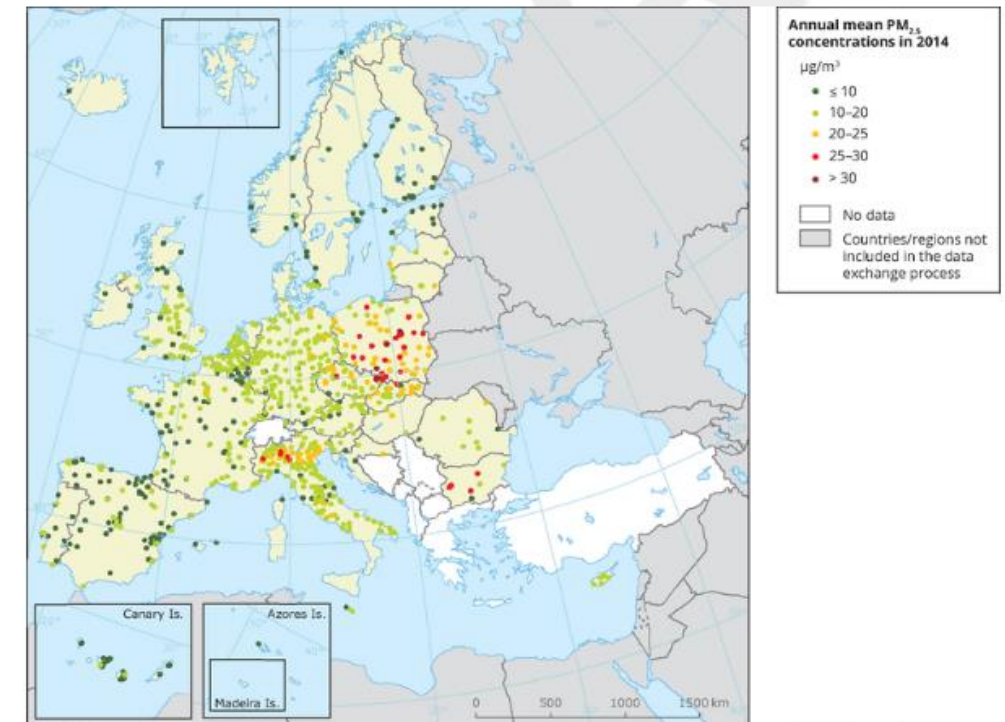 Annual mean PM2.5
concentrations in 2014
µg/m³
≤ 10
10–20
20–25
25–30
> 30
No data
Countries/regions not
included in the data
exchange process
Canary Is.
Azores Is.
Madeira Is.
0 500 1000 1500 km